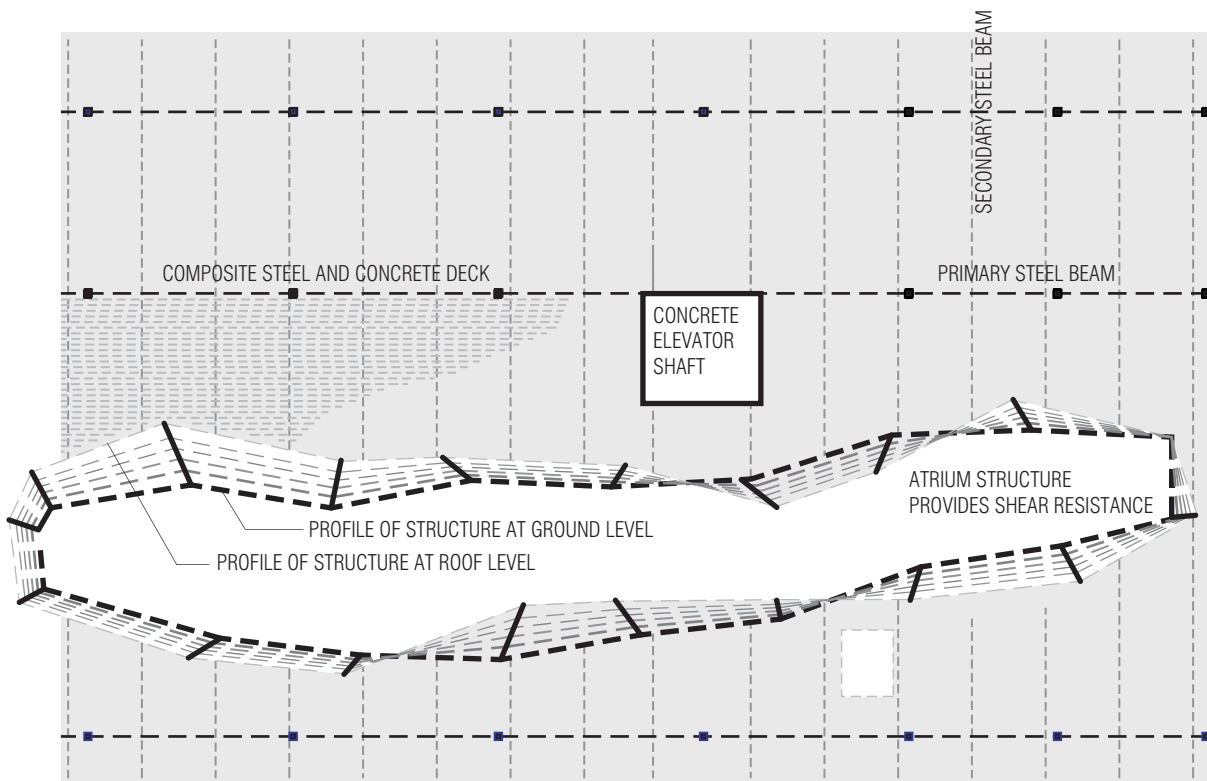 SECONDARY STEEL BEAM
COMPOSITE STEEL AND CONCRETE DECK
PRIMARY STEEL BEAM
CONCRETE
ELEVATOR
SHAFT
ATRIUM STRUCTURE
PROVIDES SHEAR RESISTANCE
PROFILE OF STRUCTURE AT GROUND LEVEL
PROFILE OF STRUCTURE AT ROOF LEVEL